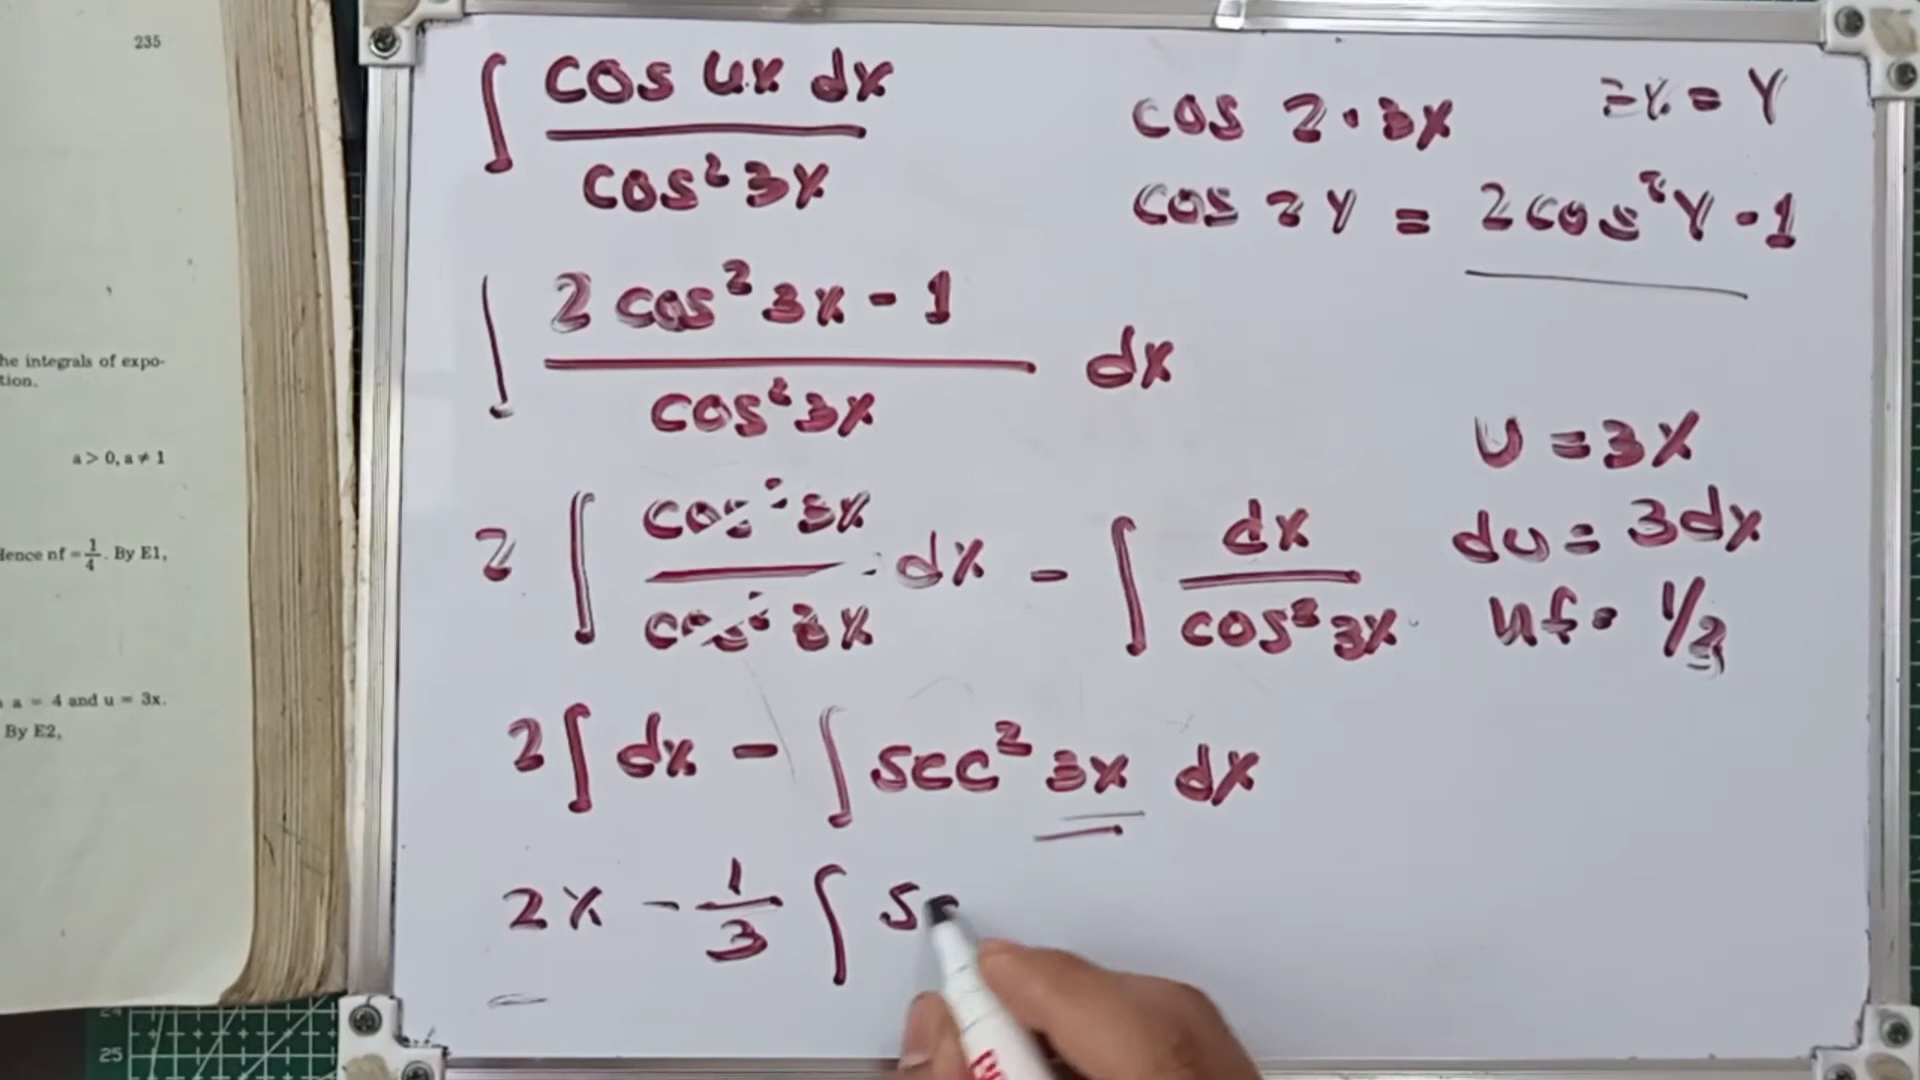 235
he integrals of expo-
tion.
a > 0, a ≠ 1
Hence nf = 1/4 . By E1,
a = 4 and u = 3x.
By E2,
∫ cos 4x dx / cos² 3x
∫ (2 cos² 3x - 1) / cos² 3x dx
2 ∫ cos² 3x / cos² 3x · dx - ∫ dx / cos² 3x
2 ∫ dx - ∫ sec² 3x dx
2x - 1/3 ∫ s
cos 2 · 3x
3x = Y
cos 2Y = 2cos²Y - 1
u = 3x
du = 3dx
nf = 1/3
25